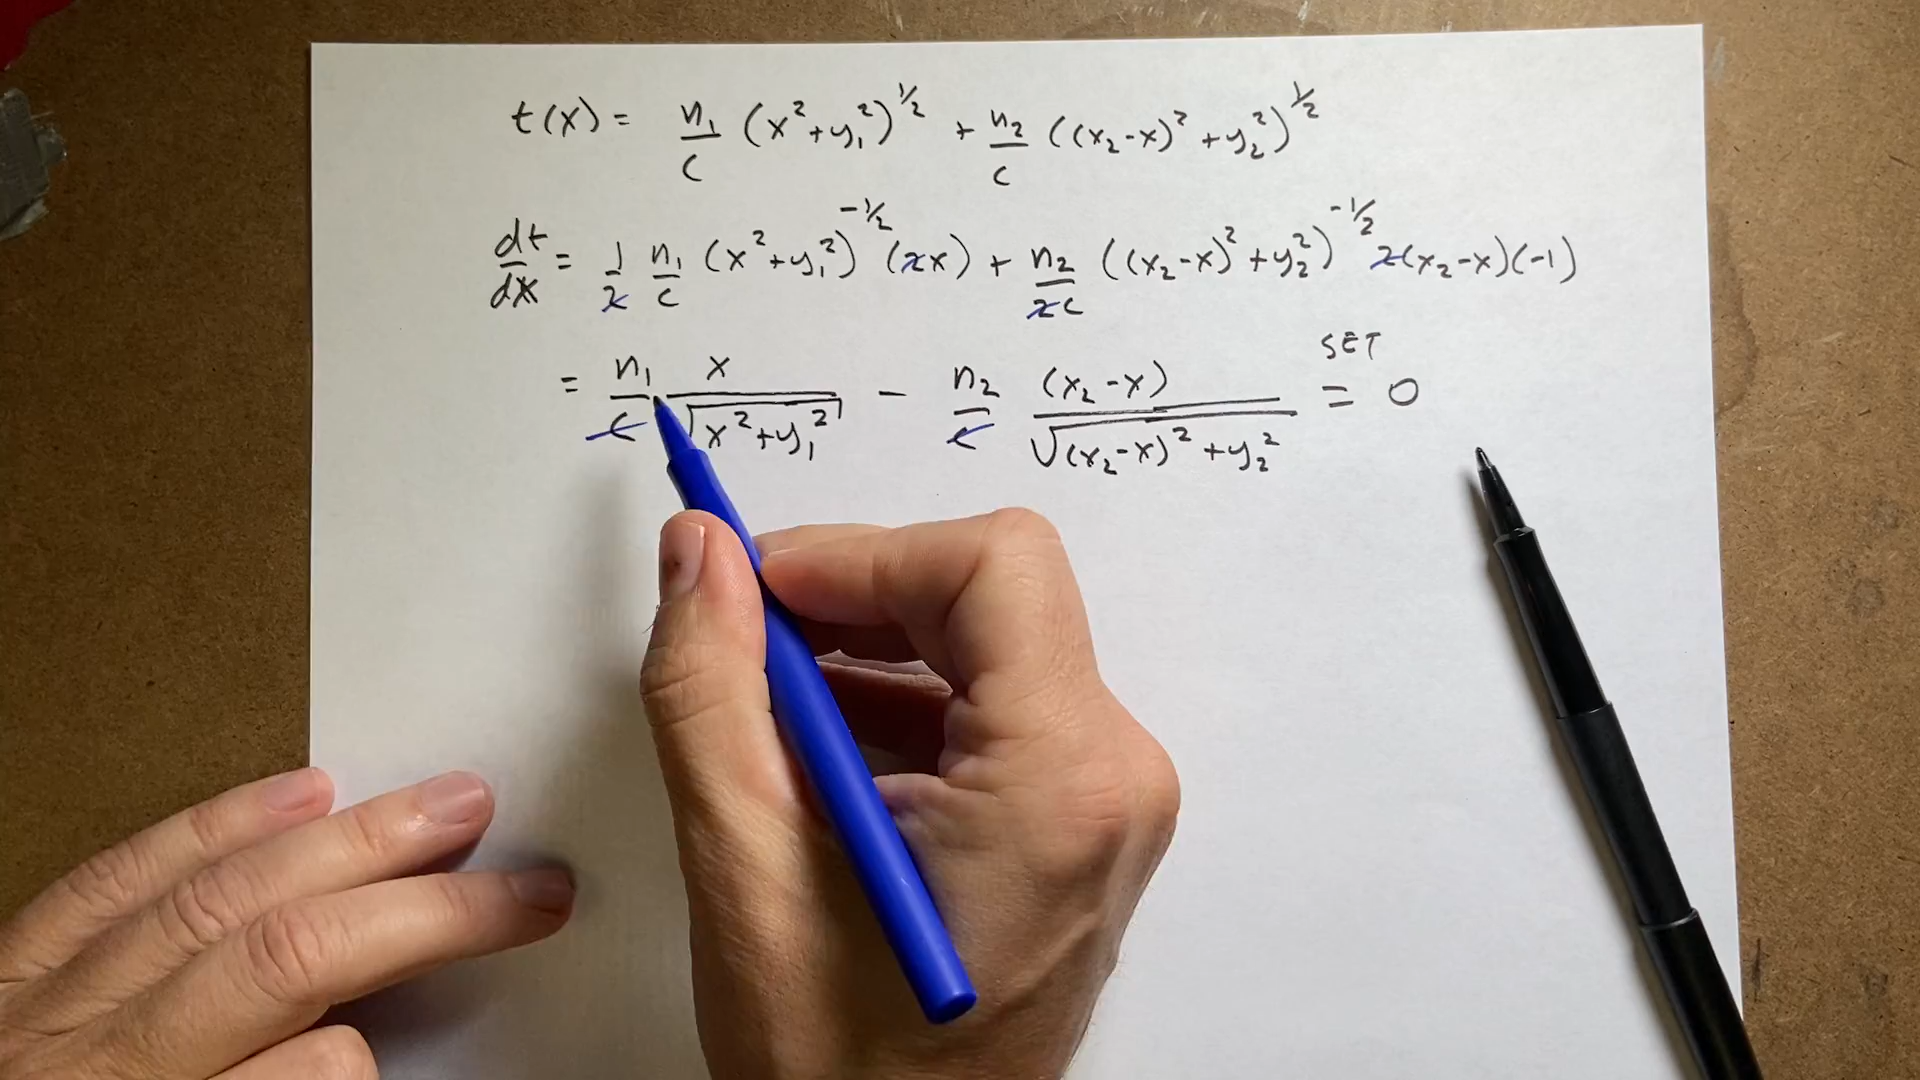 t(x) = n₁/c (x²+y₁²)^½ + n₂/c ((x₂-x)² + y₂²)^½
dt/dx = 1/2 n₁/c (x²+y₁²)^-½ (2x) + n₂/2c ((x₂-x)²+y₂²)^-½ 2(x₂-x)(-1)
SET
= n₁/c x/√(x²+y₁²) - n₂/c (x₂-x)/√((x₂-x)²+y₂²) = 0